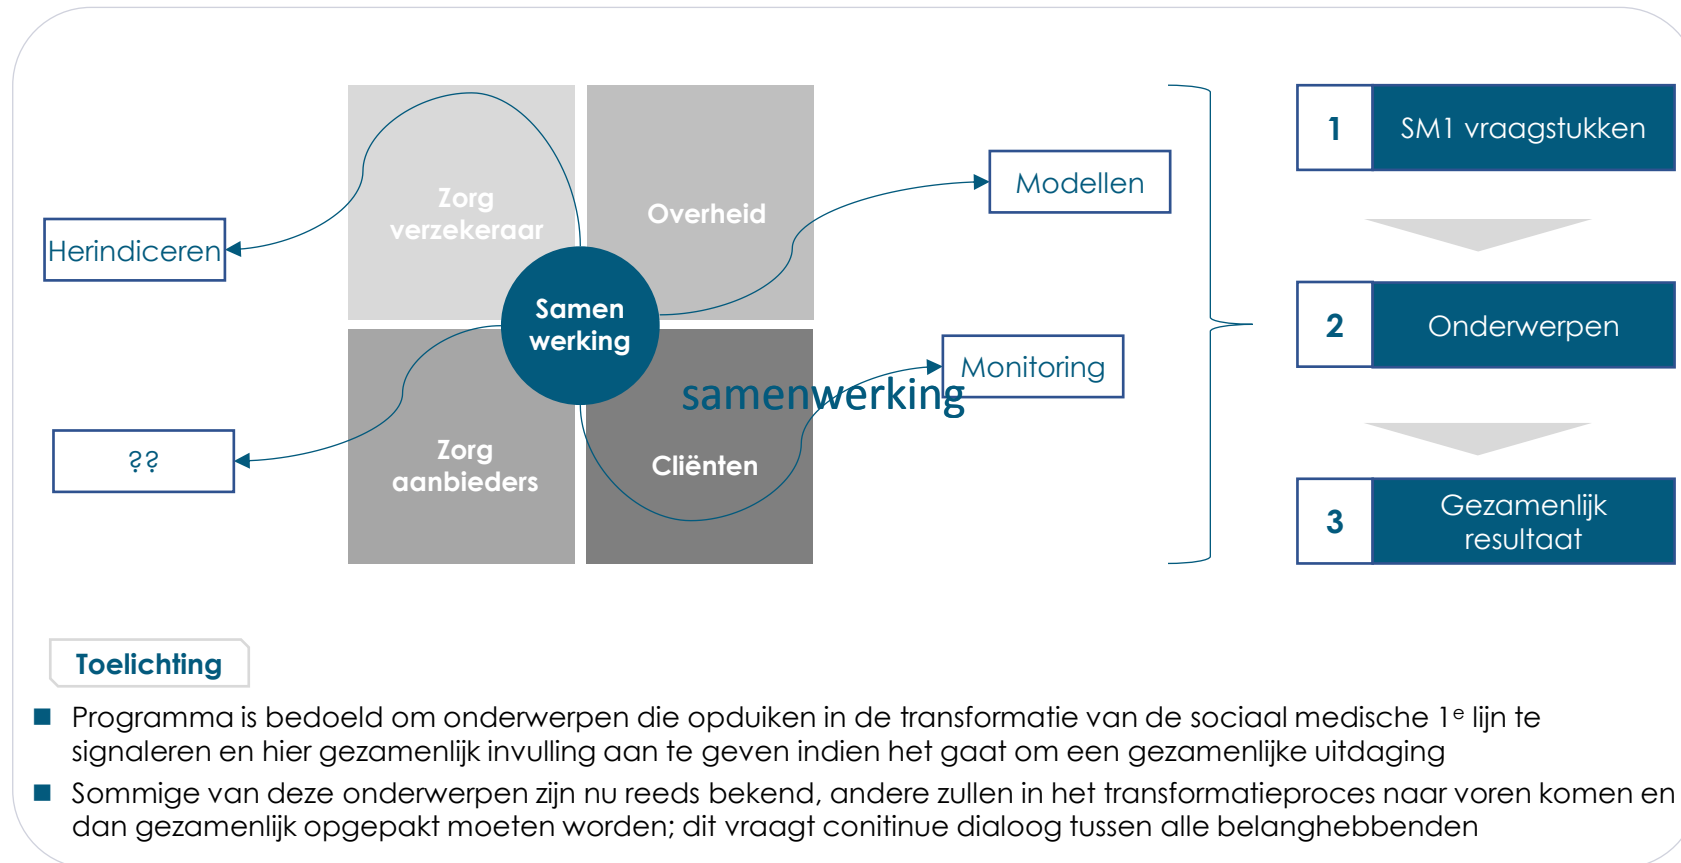 Zorg
verzekeraar
Overheid
Modellen
Herindiceren
Samen
werking
Monitoring
samenwerking
??
Zorg
aanbieders
Cliënten
1
SM1 vraagstukken
2
Onderwerpen
3
Gezamenlijk
resultaat
Toelichting
Programma is bedoeld om onderwerpen die opduiken in de transformatie van de sociaal medische 1e lijn te
signaleren en hier gezamenlijk invulling aan te geven indien het gaat om een gezamenlijke uitdaging
Sommige van deze onderwerpen zijn nu reeds bekend, andere zullen in het transformatieproces naar voren komen en
dan gezamenlijk opgepakt moeten worden; dit vraagt conitinue dialoog tussen alle belanghebbenden